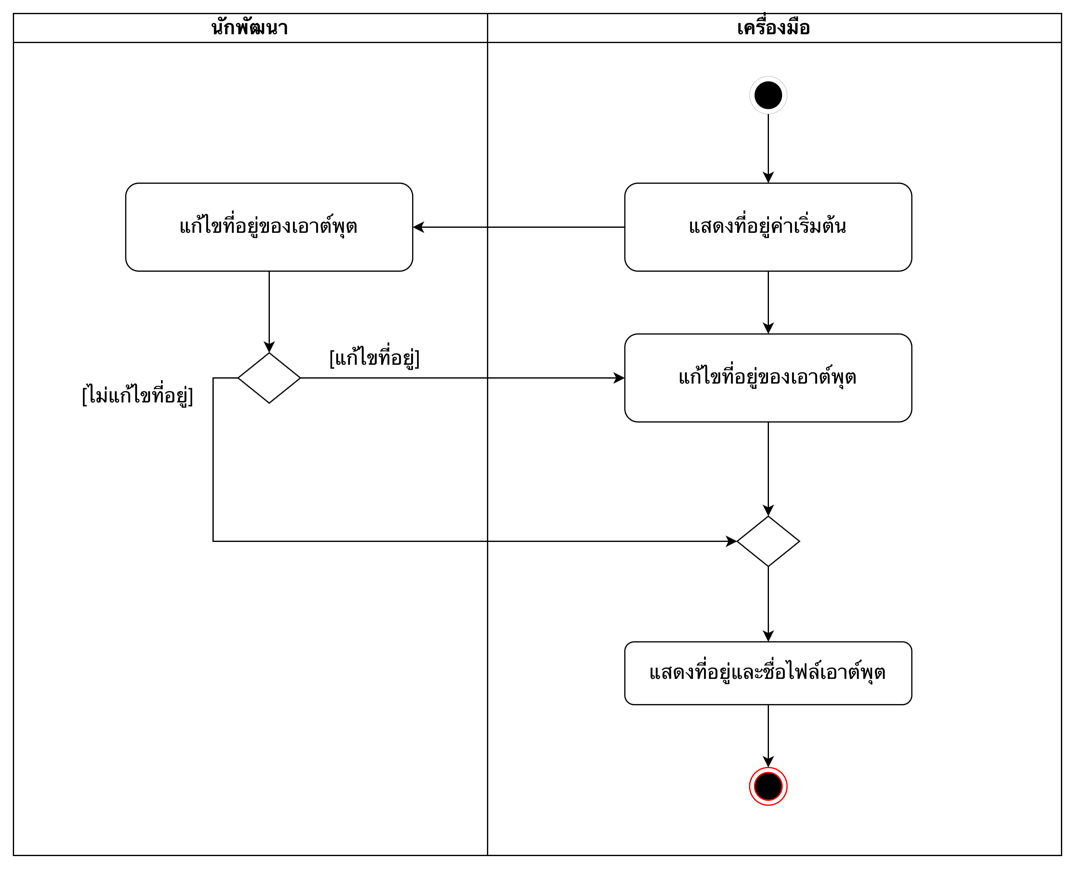 นักพัฒนา
เครื่องมือ
แก้ไขที่อยู่ของเอาต์พุต
แสดงที่อยู่ค่าเริ่มต้น
[แก้ไขที่อยู่]
แก้ไขที่อยู่ของเอาต์พุต
[ไม่แก้ไขที่อยู่]
แสดงที่อยู่และชื่อไฟล์เอาต์พุต